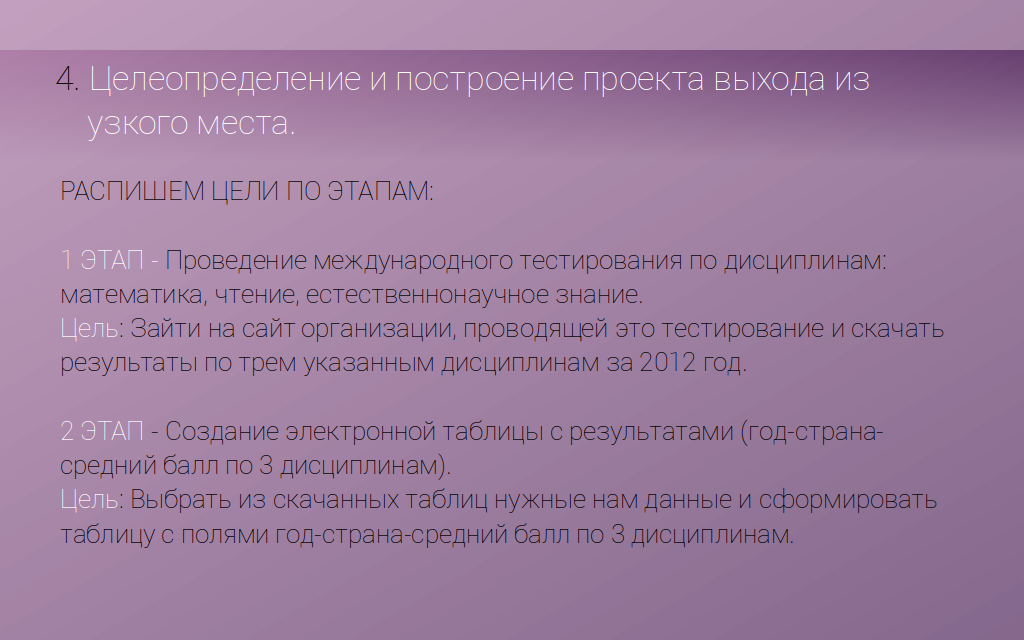 4. Целеопределение и построение проекта выхода из
узкого места.
РАСПИШЕМ ЦЕЛИ ПО ЭТАПАМ:
1 ЭТАП - Проведение международного тестирования по дисциплинам:
математика, чтение, естественнонаучное знание.
Цель: Зайти на сайт организации, проводящей это тестирование и скачать
результаты по трем указанным дисциплинам за 2012 год.
2 ЭТАП - Создание электронной таблицы с результатами (год-страна-
средний балл по 3 дисциплинам).
Цель: Выбрать из скачанных таблиц нужные нам данные и сформировать
таблицу с полями год-страна-средний балл по 3 дисциплинам.